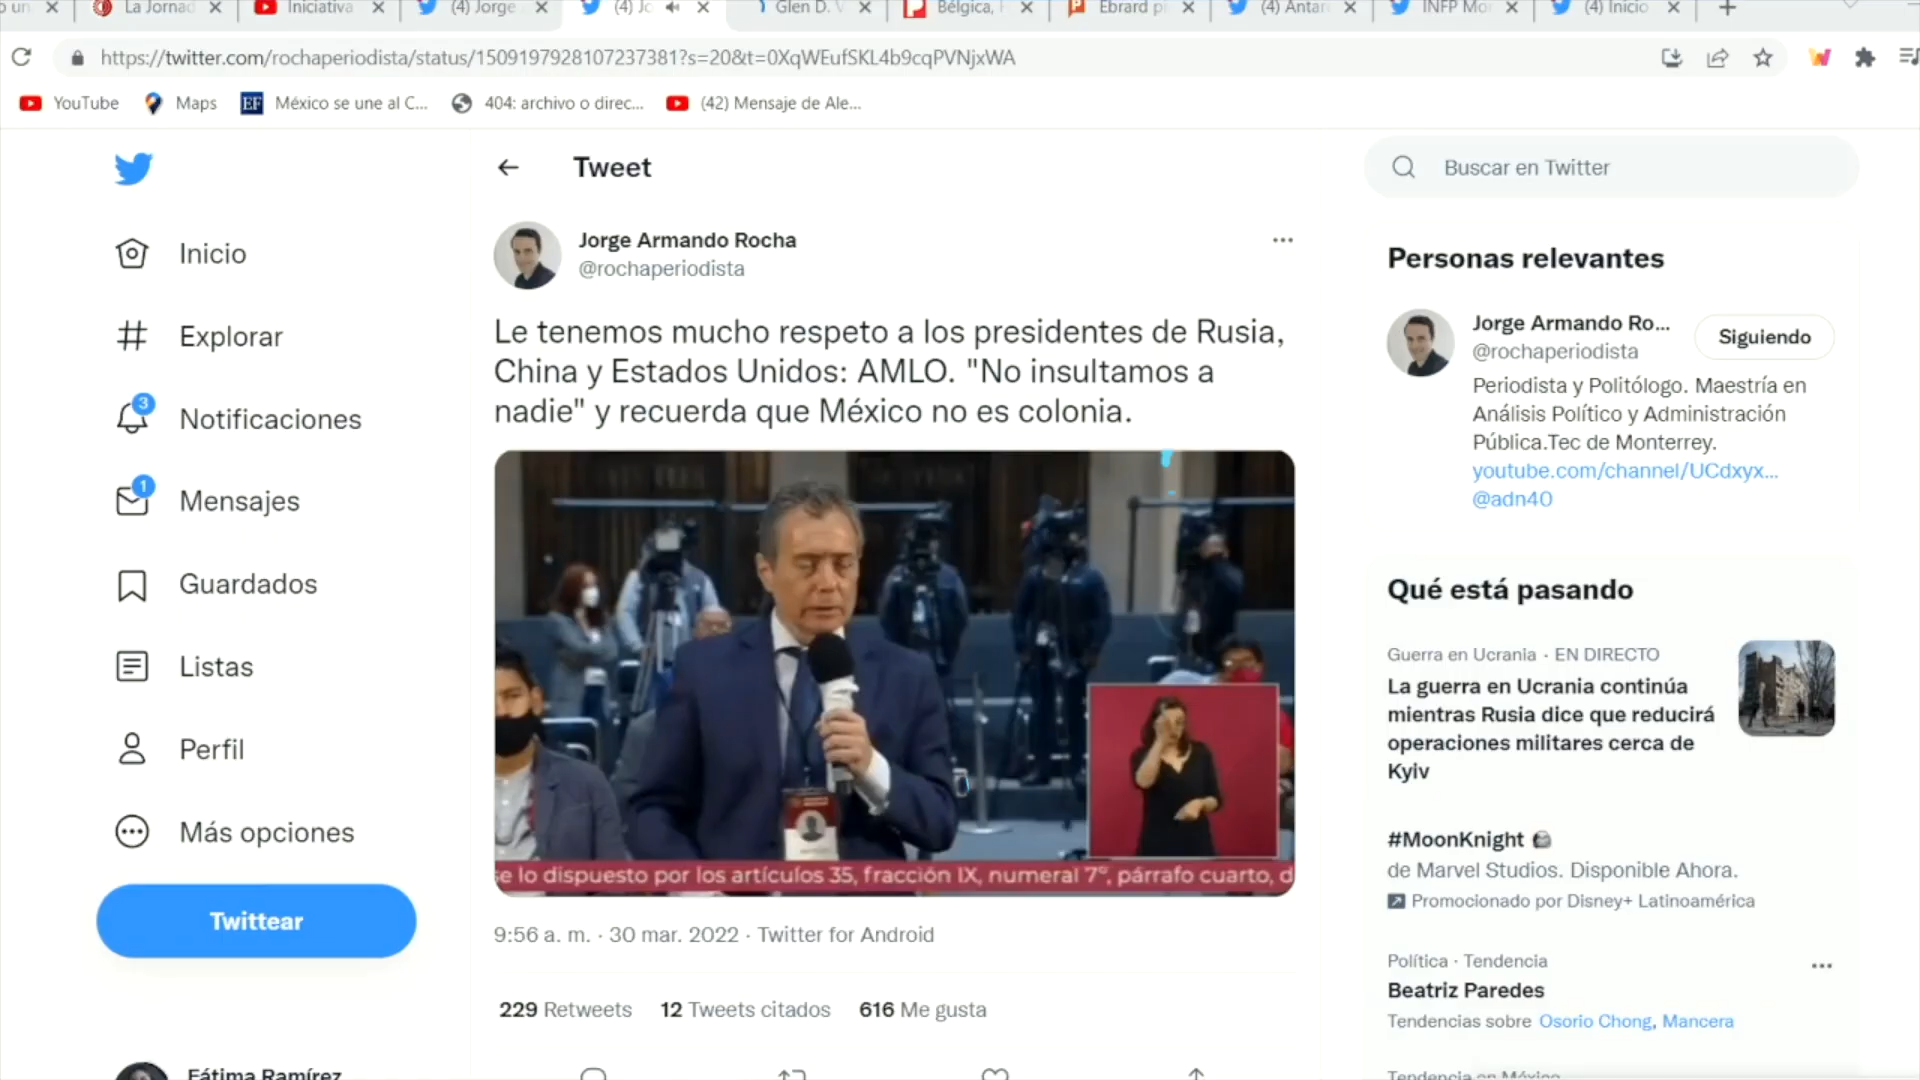 La Jornad
Iniciativa
(4) Jorge
(4) Jo
Glen D. V
Bélgica,
Ebrard p
(4) Antar
INFP Mor
(4) Inicio
https://twitter.com/rochaperiodista/status/1509197928107237381?s=20&t=0XqWEufSKL4b9cqPVNjxWA
YouTube
Maps
EF
México se une al C...
404: archivo o direc...
(42) Mensaje de Ale...
Inicio
Explorar
3
Notificaciones
1
Mensajes
Guardados
Listas
Perfil
Más opciones
Twittear
Fátima Ramírez
Tweet
Jorge Armando Rocha
@rochaperiodista
Le tenemos mucho respeto a los presidentes de Rusia,
China y Estados Unidos: AMLO. "No insultamos a
nadie" y recuerda que México no es colonia.
se lo dispuesto por los artículos 35, fracción IX, numeral 7°, párrafo cuarto, d
9:56 a. m. · 30 mar. 2022 · Twitter for Android
229 Retweets 12 Tweets citados 616 Me gusta
Buscar en Twitter
Personas relevantes
Jorge Armando Ro...
@rochaperiodista
Siguiendo
Periodista y Politólogo. Maestría en
Análisis Político y Administración
Pública.Tec de Monterrey.
youtube.com/channel/UCdxyx...
@adn40
Qué está pasando
Guerra en Ucrania · EN DIRECTO
La guerra en Ucrania continúa
mientras Rusia dice que reducirá
operaciones militares cerca de
Kyiv
#MoonKnight
de Marvel Studios. Disponible Ahora.
Promocionado por Disney+ Latinoamérica
Política · Tendencia
Beatriz Paredes
Tendencias sobre Osorio Chong, Mancera
Tendencia en México